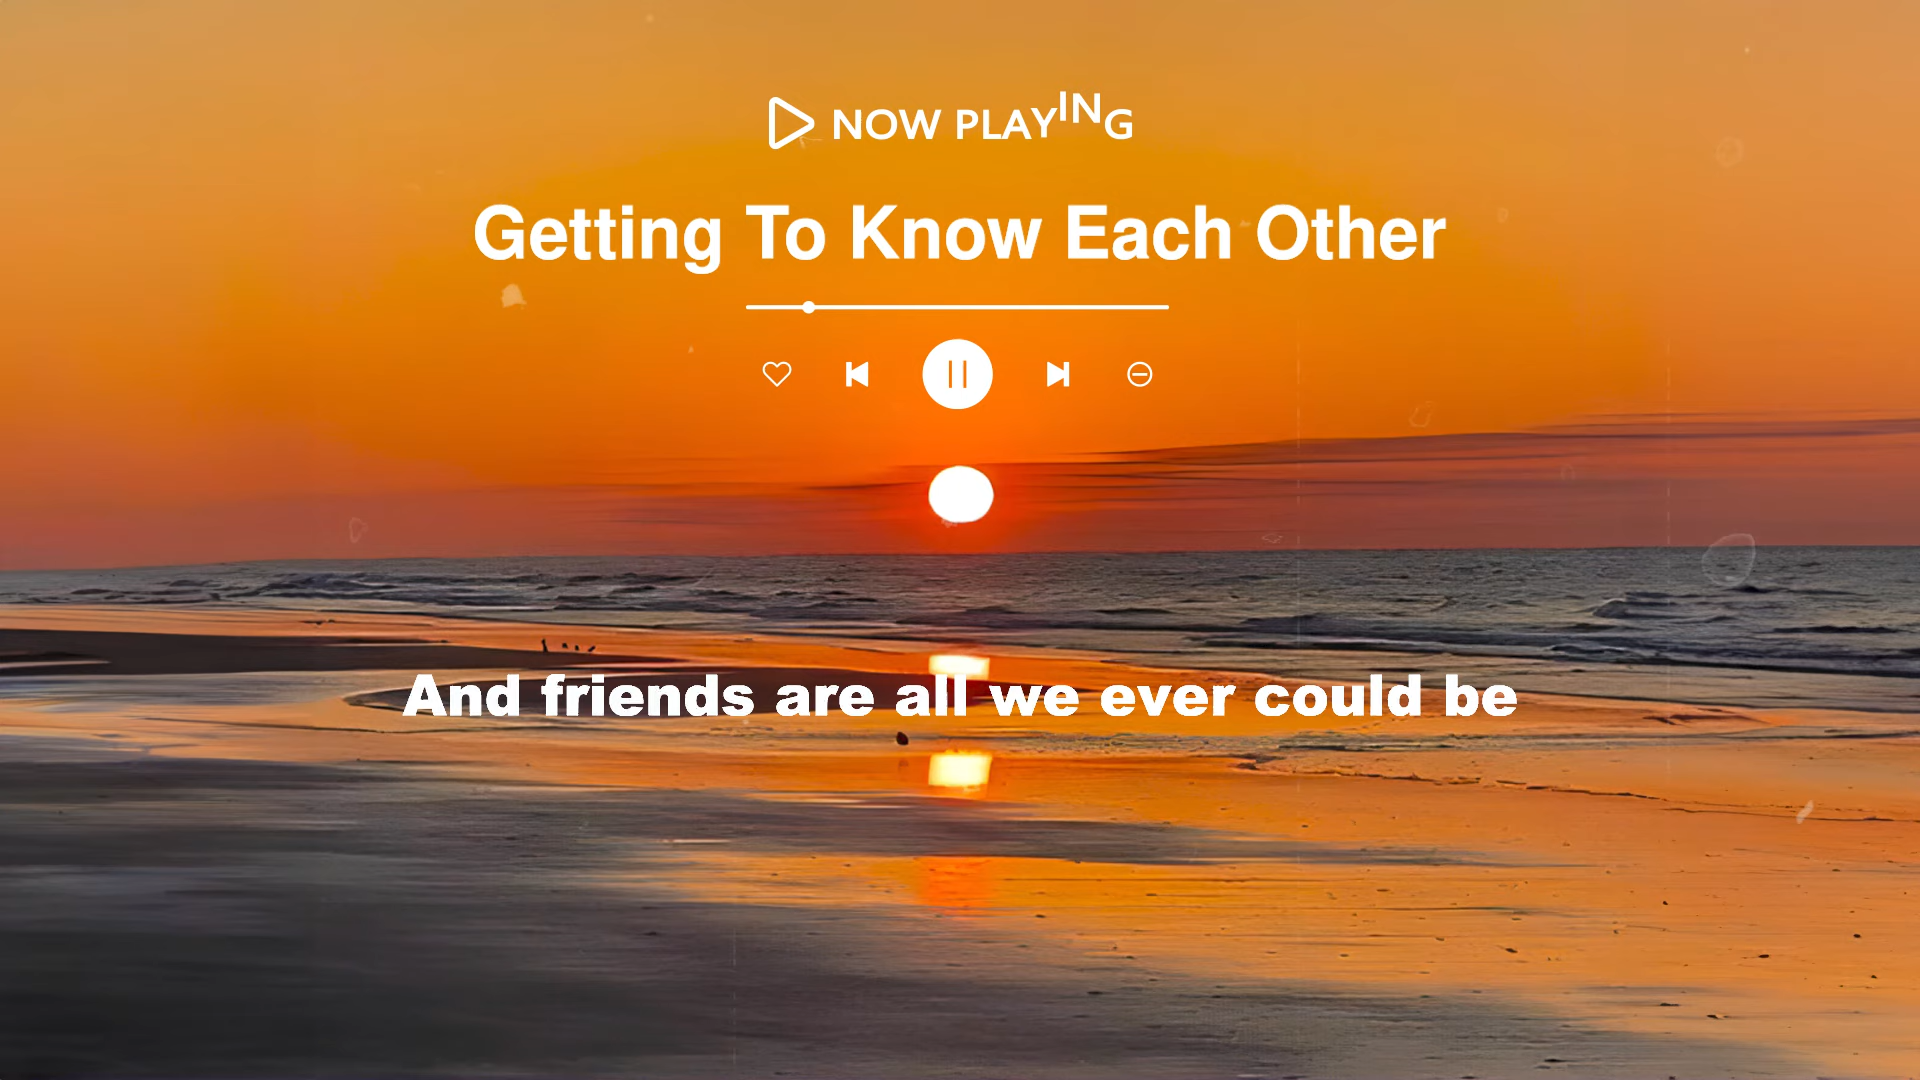 NOW PLAYING
Getting To Know Each Other
And friends are all we ever could be